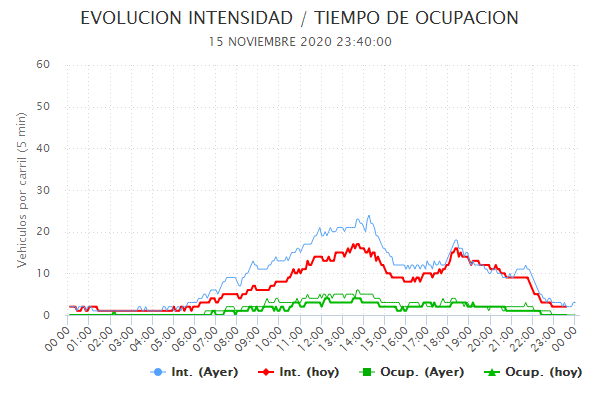 EVOLUCION INTENSIDAD / TIEMPO DE OCUPACION
15 NOVIEMBRE 2020 23:40:00
Vehiculos por carril (5 min)
60
50
40
30
20
10
0
00:00 01:00 02:00 03:00 04:00 05:00 06:00 07:00 08:00 09:00 10:00 11:00 12:00 13:00 14:00 15:00 16:00 17:00 18:00 19:00 20:00 21:00 22:00 23:00 00:00
Int. (Ayer) Int. (hoy) Ocup. (Ayer) Ocup. (hoy)